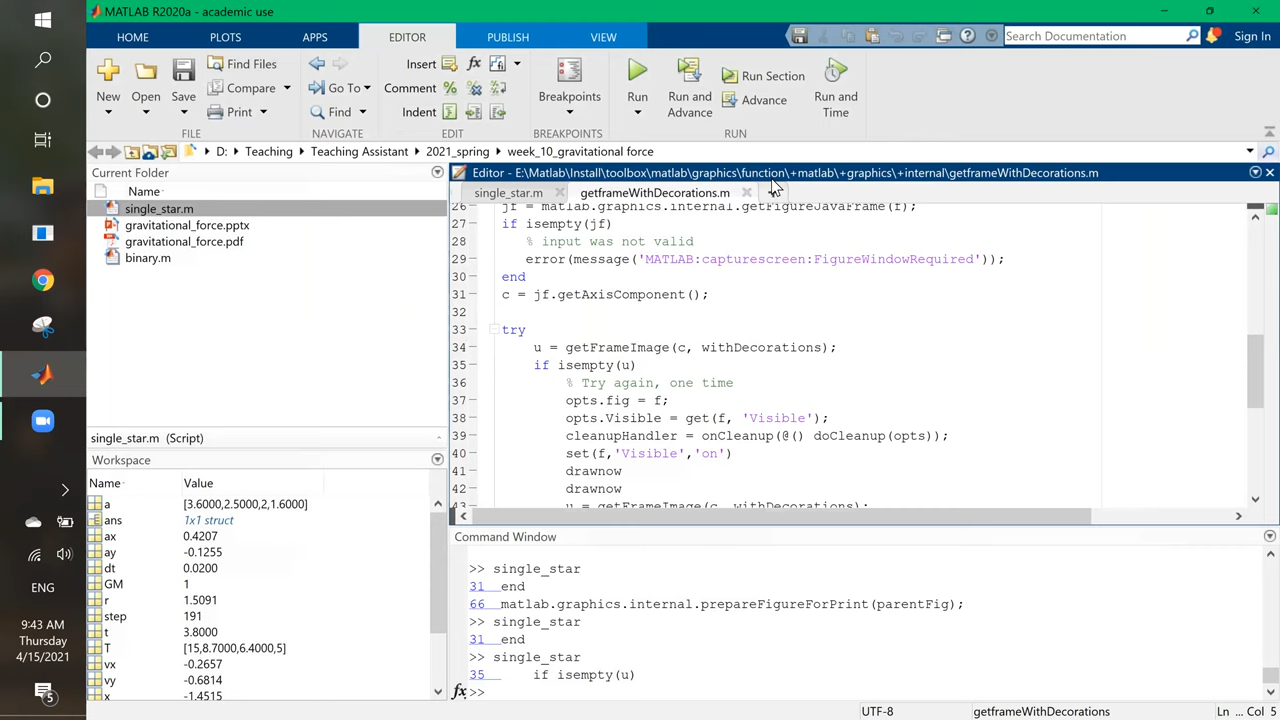 MATLAB R2020a - academic use
HOME PLOTS APPS EDITOR PUBLISH VIEW
Search Documentation
Sign In
New
Open
Save
Find Files
Compare
Print
FILE
Go To
Find
NAVIGATE
Insert
Comment
Indent
EDIT
Breakpoints
BREAKPOINTS
Run
Run and Advance
Run Section
Advance
Run and Time
RUN
D: Teaching Teaching Assistant 2021_spring week_10_gravitational force
Current Folder
Name
single_star.m
gravitational_force.pptx
gravitational_force.pdf
binary.m
single_star.m (Script)
Workspace
Name Value
a [3.6000,2.5000,2,1.6000]
ans 1x1 struct
ax 0.4207
ay -0.1255
dt 0.0200
GM 1
r 1.5091
step 191
t 3.8000
T [15,8.7000,6.4000,5]
vx -0.2657
vy -0.6814
x -1.4515
Editor - E:\Matlab\Install\toolbox\matlab\graphics\function\+matlab\+graphics\+internal\getframeWithDecorations.m
single_star.m getframeWithDecorations.m
26 jf = matlab.graphics.internal.getFigureJavaFrame(f);
27 if isempty(jf)
28 % input was not valid
29 error(message('MATLAB:capturescreen:FigureWindowRequired'));
30 end
31 c = jf.getAxisComponent();
32
33 try
34 u = getFrameImage(c, withDecorations);
35 if isempty(u)
36 % Try again, one time
37 opts.fig = f;
38 opts.Visible = get(f, 'Visible');
39 cleanupHandler = onCleanup(@() doCleanup(opts));
40 set(f,'Visible','on')
41 drawnow
42 drawnow
43 u = getFrameImage(c, withDecorations);
Command Window
>> single_star
31 end
66 matlab.graphics.internal.prepareFigureForPrint(parentFig);
>> single_star
31 end
>> single_star
35 if isempty(u)
fx >>
UTF-8 getframeWithDecorations Ln ... Col 5
ENG
9:43 AM
Thursday
4/15/2021
5